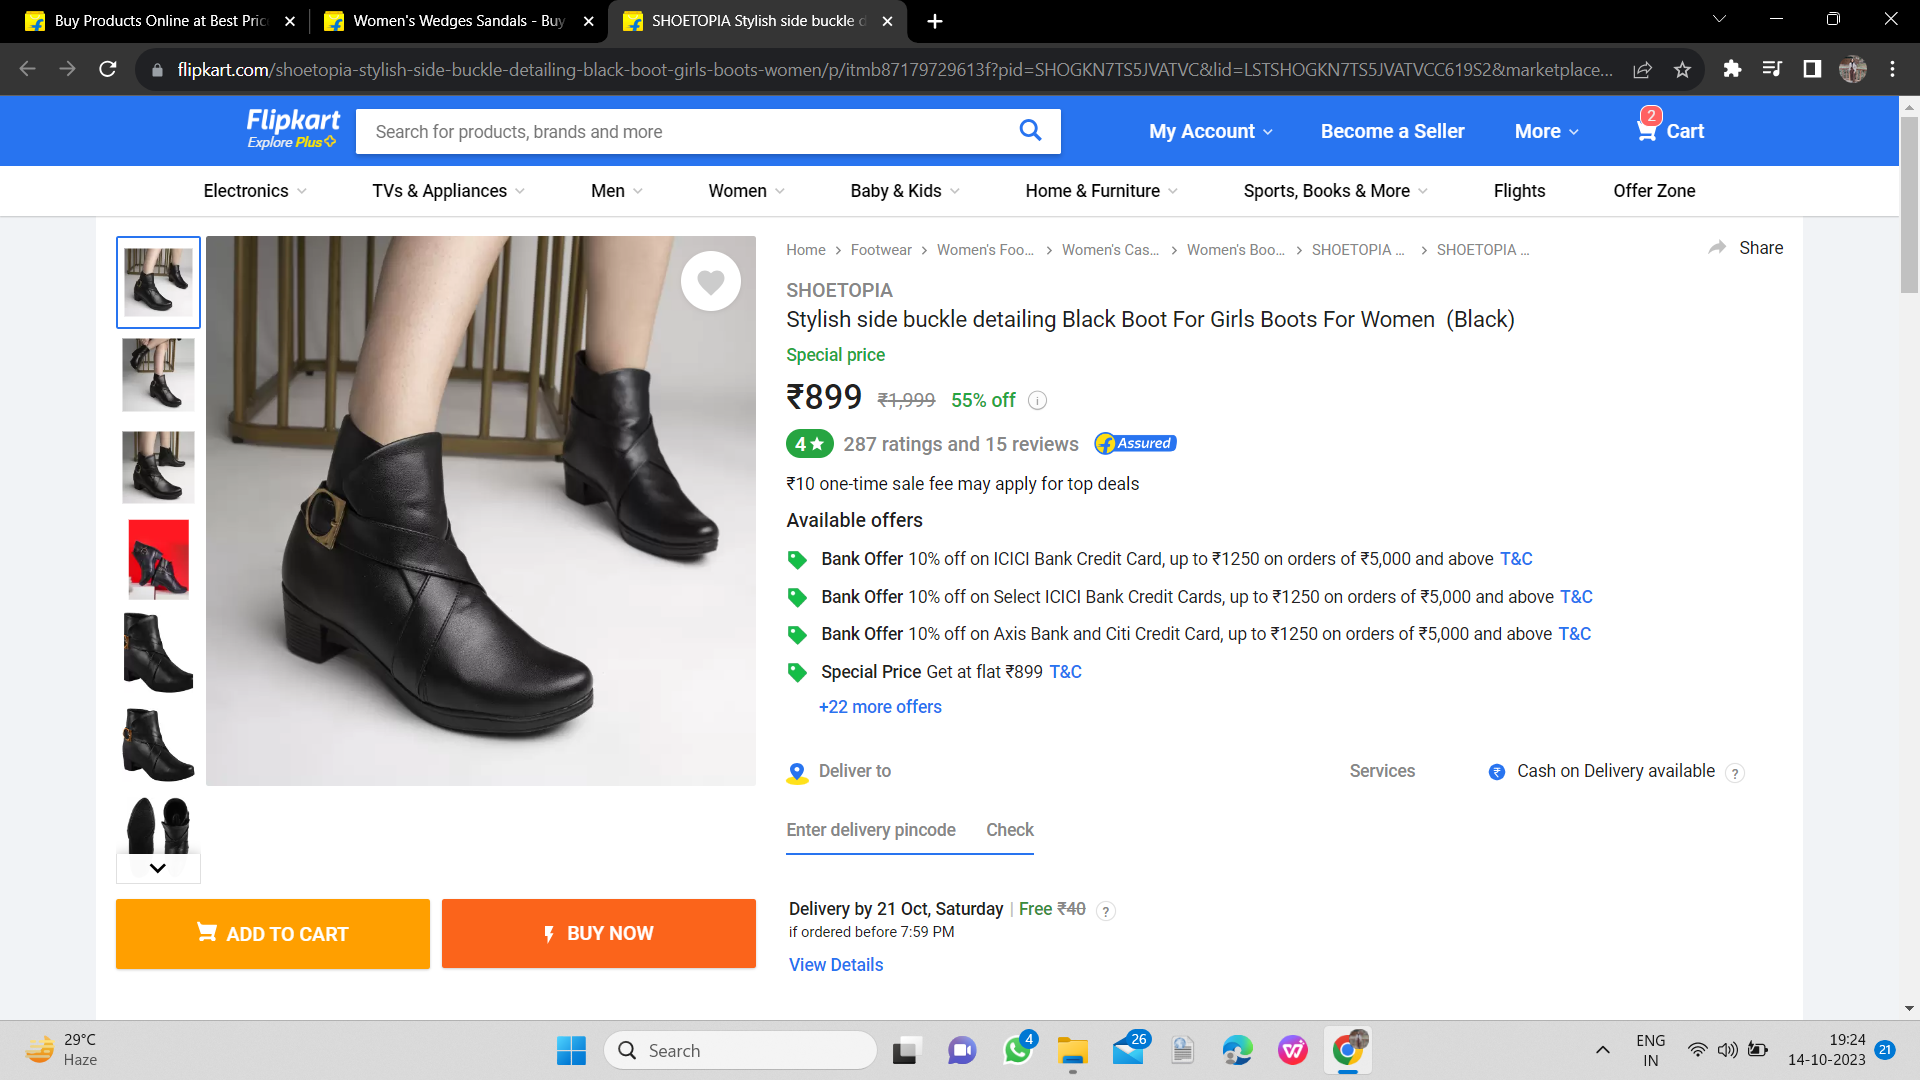 Buy Products Online at Best Pric
Women's Wedges Sandals - Buy
SHOETOPIA Stylish side buckle d
flipkart.com/shoetopia-stylish-side-buckle-detailing-black-boot-girls-boots-women/p/itmb87179729613f?pid=SHOGKN7TS5JVATVC&lid=LSTSHOGKN7TS5JVATVCC619S2&marketplace...
Flipkart
Explore Plus
Search for products, brands and more
My Account
Become a Seller
More
2
Cart
Electronics
TVs & Appliances
Men
Women
Baby & Kids
Home & Furniture
Sports, Books & More
Flights
Offer Zone
Home > Footwear > Women's Foo... > Women's Cas... > Women's Boo... > SHOETOPIA ... > SHOETOPIA ...
Share
SHOETOPIA
Stylish side buckle detailing Black Boot For Girls Boots For Women (Black)
Special price
₹899 ₹1,999 55% off i
4★ 287 ratings and 15 reviews Assured
₹10 one-time sale fee may apply for top deals
Available offers
Bank Offer 10% off on ICICI Bank Credit Card, up to ₹1250 on orders of ₹5,000 and above T&C
Bank Offer 10% off on Select ICICI Bank Credit Cards, up to ₹1250 on orders of ₹5,000 and above T&C
Bank Offer 10% off on Axis Bank and Citi Credit Card, up to ₹1250 on orders of ₹5,000 and above T&C
Special Price Get at flat ₹899 T&C
+22 more offers
Deliver to
Services
₹ Cash on Delivery available ?
Enter delivery pincode Check
Delivery by 21 Oct, Saturday | Free ₹40 ?
if ordered before 7:59 PM
View Details
ADD TO CART
BUY NOW
29°C
Haze
Search
4
26
ENG
IN
19:24
14-10-2023
21